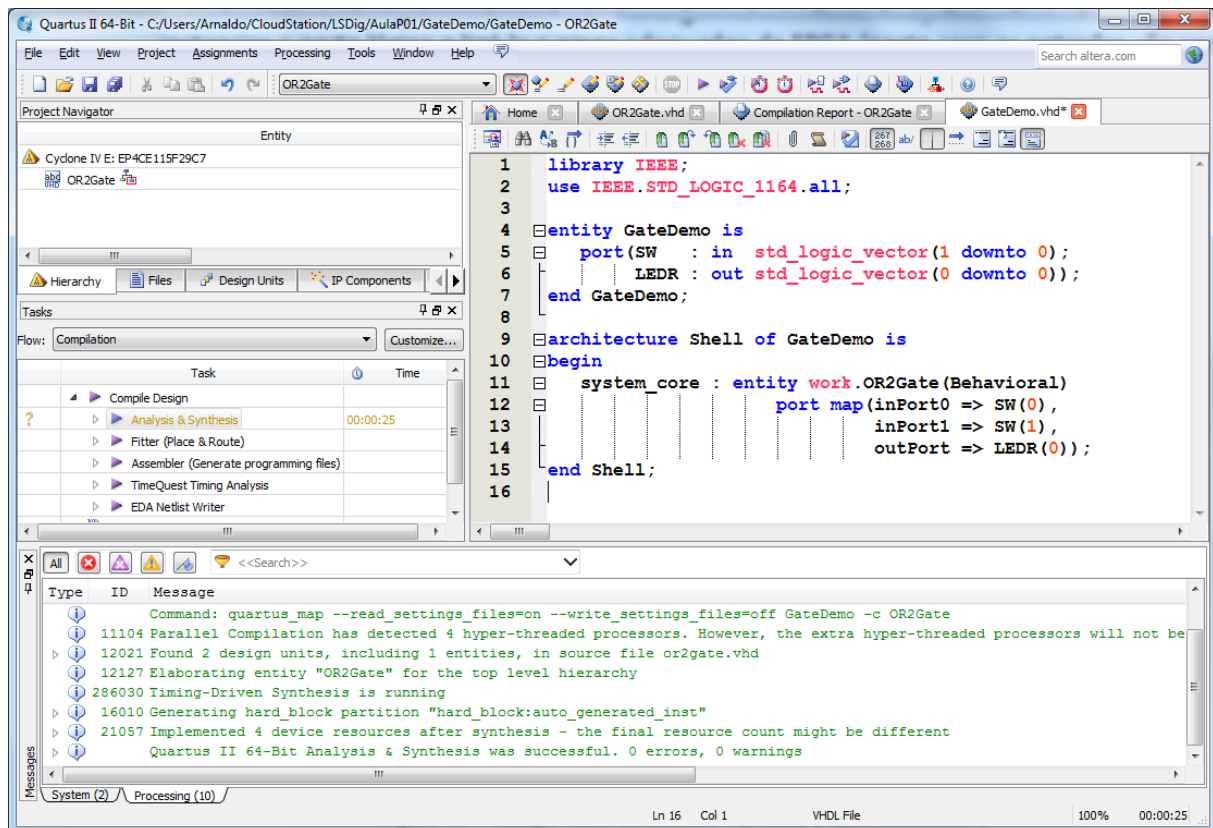 Quartus II 64-Bit - C:/Users/Arnaldo/CloudStation/LSDig/AulaP01/GateDemo/GateDemo - OR2Gate
File Edit View Project Assignments Processing Tools Window Help
Search altera.com
OR2Gate
Project Navigator
Entity
Cyclone IV E: EP4CE115F29C7
OR2Gate
Hierarchy Files Design Units IP Components
Tasks
Flow: Compilation Customize...
Task Time
Compile Design
? Analysis & Synthesis 00:00:25
Fitter (Place & Route)
Assembler (Generate programming files)
TimeQuest Timing Analysis
EDA Netlist Writer
Home OR2Gate.vhd Compilation Report - OR2Gate GateDemo.vhd*
267 268 ab/
1 library IEEE;
2 use IEEE.STD_LOGIC_1164.all;
3
4 entity GateDemo is
5 port(SW : in std_logic_vector(1 downto 0);
6 LEDR : out std_logic_vector(0 downto 0));
7 end GateDemo;
8
9 architecture Shell of GateDemo is
10 begin
11 system_core : entity work.OR2Gate(Behavioral)
12 port map(inPort0 => SW(0),
13 inPort1 => SW(1),
14 outPort => LEDR(0));
15 end Shell;
16
All <<Search>>
Type ID Message
Command: quartus_map --read_settings_files=on --write_settings_files=off GateDemo -c OR2Gate
11104 Parallel Compilation has detected 4 hyper-threaded processors. However, the extra hyper-threaded processors will not be
12021 Found 2 design units, including 1 entities, in source file or2gate.vhd
12127 Elaborating entity "OR2Gate" for the top level hierarchy
286030 Timing-Driven Synthesis is running
16010 Generating hard_block partition "hard_block:auto_generated_inst"
21057 Implemented 4 device resources after synthesis - the final resource count might be different
Quartus II 64-Bit Analysis & Synthesis was successful. 0 errors, 0 warnings
Messages
System (2) Processing (10)
Ln 16 Col 1 VHDL File 100% 00:00:25